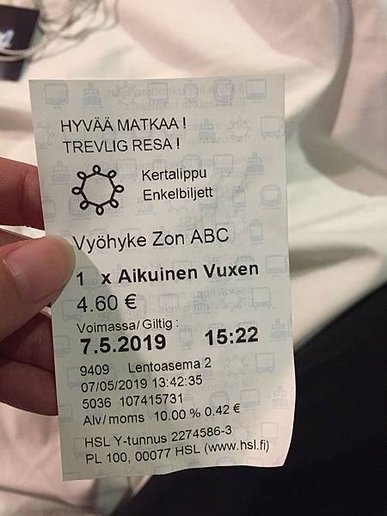 HYVÄÄ MATKAA !
TREVLIG RESA !
Kertalippu
Enkelbiljett
Vyöhyke Zon ABC
1 x Aikuinen Vuxen
4.60 €
Voimassa/Giltig :
7.5.2019 15:22
9409 Lentoasema 2
07/05/2019 13:42:35
5036 107415731
Alv/moms 10.00 % 0.42 €
HSL Y-tunnus 2274586-3
PL 100, 00077 HSL (www.hsl.fi)